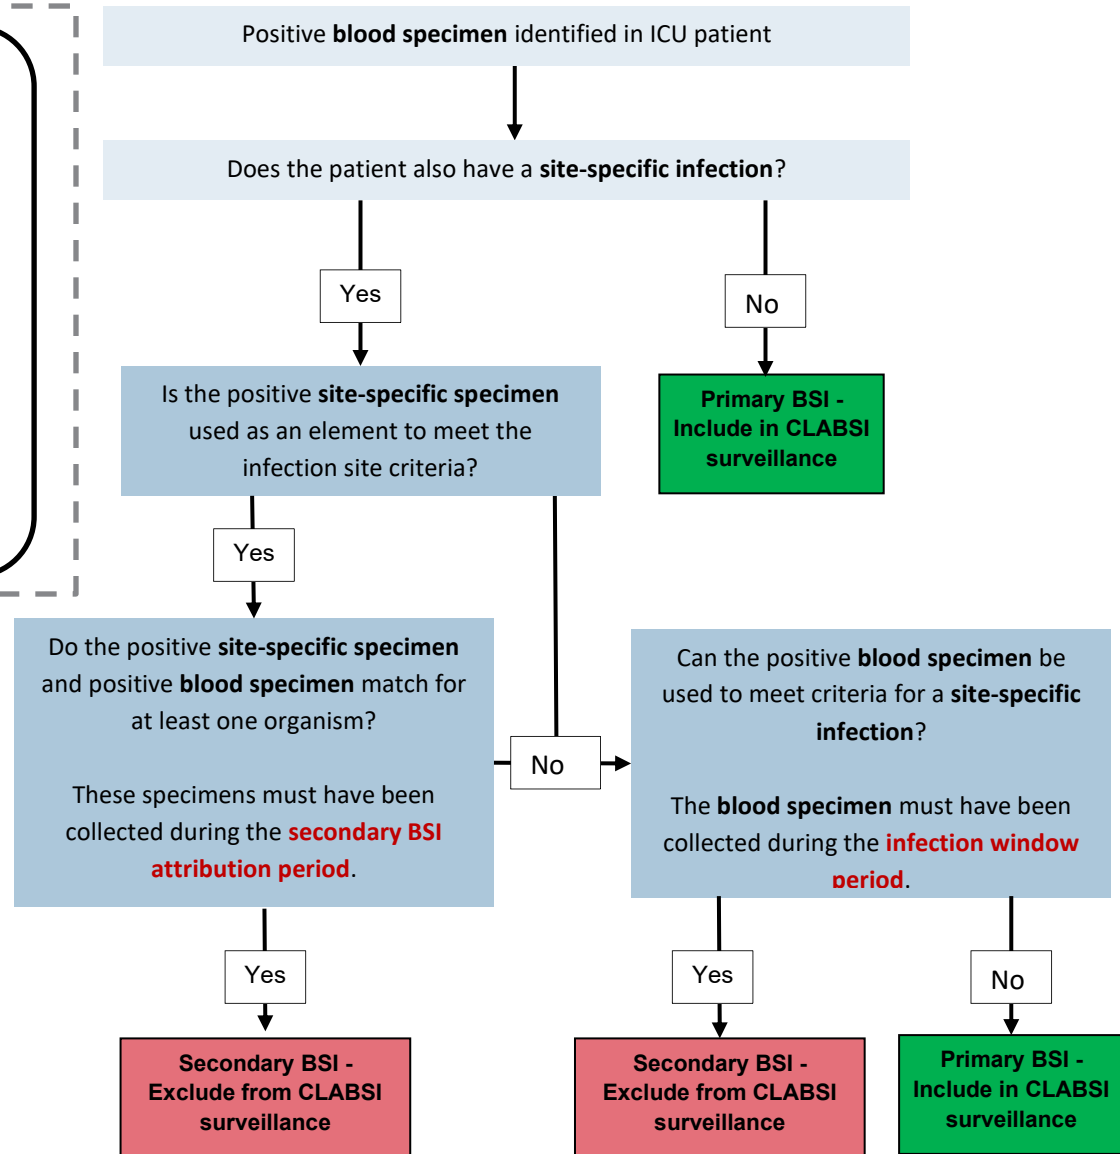 Positive blood specimen identified in ICU patient
Does the patient also have a site-specific infection?
Yes
No
Is the positive site-specific specimen
used as an element to meet the
infection site criteria?
Primary BSI -
Include in CLABSI
surveillance
Yes
Do the positive site-specific specimen
and positive blood specimen match for
at least one organism?
These specimens must have been
collected during the secondary BSI
attribution period.
No
Can the positive blood specimen be
used to meet criteria for a site-specific
infection?
The blood specimen must have been
collected during the infection window
period.
Yes
Yes
No
Secondary BSI -
Exclude from CLABSI
surveillance
Secondary BSI -
Exclude from CLABSI
surveillance
Primary BSI -
Include in CLABSI
surveillance